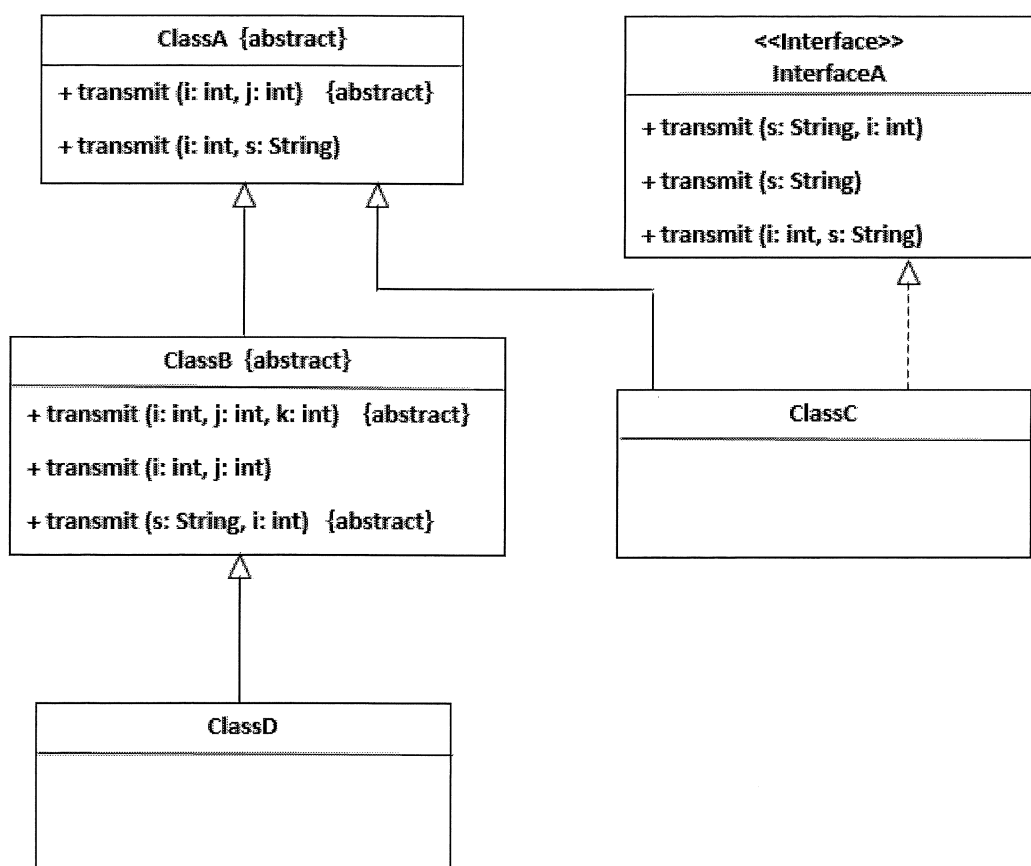 ClassA {abstract}
+ transmit (i: int, j: int) {abstract}
+ transmit (i: int, s: String)
<<Interface>>
InterfaceA
+ transmit (s: String, i: int)
+ transmit (s: String)
+ transmit (i: int, s: String)
ClassB {abstract}
+ transmit (i: int, j: int, k: int) {abstract}
+ transmit (i: int, j: int)
+ transmit (s: String, i: int) {abstract}
ClassC
ClassD